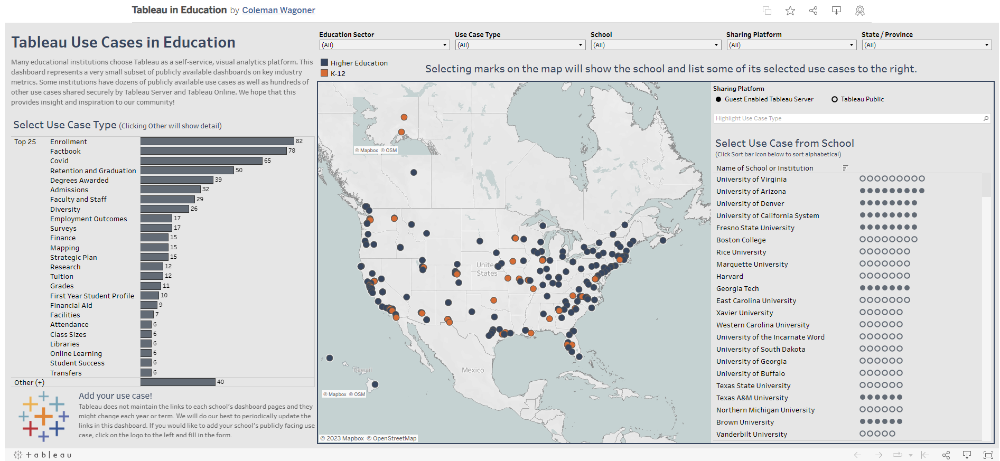 Tableau in Education by Coleman Wagoner
Tableau Use Cases in Education
Many educational institutions choose Tableau as a self-service, visual analytics platform. This
dashboard represents a very small subset of publicly available dashboards on key industry
metrics. Some institutions have dozens of publicly available use cases as well as hundreds of
other use cases shared securely by Tableau Server and Tableau Online. We hope that this
provides insight and inspiration to our community!
Select Use Case Type (Clicking Other will show detail)
Top 25
Enrollment 82
Factbook 78
Covid 65
Retention and Graduation 50
Degrees Awarded 39
Admissions 32
Faculty and Staff 29
Diversity 26
Employment Outcomes 17
Surveys 17
Finance 15
Mapping 15
Strategic Plan 15
Research 12
Tuition 12
Grades 11
First Year Student Profile 10
Financial Aid 9
Facilities 7
Attendance 6
Class Sizes 6
Libraries 6
Online Learning 6
Student Success 6
Transfers 6
Other (+) 40
Add your use case!
Tableau does not maintain the links to each school's dashboard pages and they
might change each year or term. We will do our best to periodically update the
links in this dashboard. If you would like to add your school's publicly facing use
case, click on the logo to the left and fill in the form.
Education Sector
(All)
Use Case Type
(All)
School
(All)
Sharing Platform
(All)
State / Province
(All)
Higher Education
K-12
Selecting marks on the map will show the school and list some of its selected use cases to the right.
© Mapbox © OSM
United
States
Mexico
Hawaii
© Mapbox © OSM
© 2023 Mapbox © OpenStreetMap
Sharing Platform
Guest Enabled Tableau Server
Tableau Public
Highlight Use Case Type
Select Use Case from School
(Click Sort bar icon below to sort alphabetical)
Name of School or Institution
University of Virginia
University of Arizona
University of Denver
University of California System
Fresno State University
Boston College
Rice University
Marquette University
Harvard
Georgia Tech
East Carolina University
Xavier University
Western Carolina University
University of the Incarnate Word
University of South Dakota
University of Georgia
University of Buffalo
Texas State University
Texas A&M University
Northern Michigan University
Brown University
Vanderbilt University
+ a b l e a u